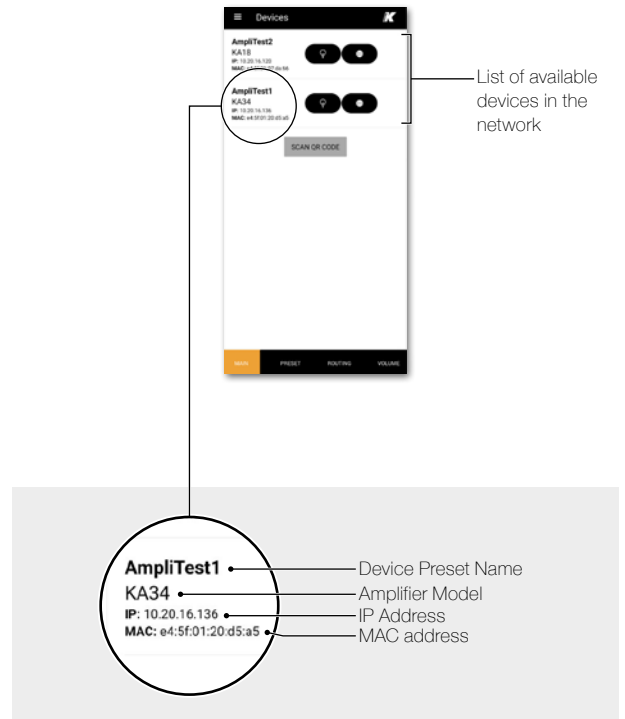 Devices
AmpliTest2
KA18
IP: 10.20.16.120
MAC:
AmpliTest1
KA34
IP: 10.20.16.136
MAC: e4:5f:01:20:d5:a5
SCAN QR CODE
List of available
devices in the
network
MAIN PRESET ROUTING VOLUME
AmpliTest1
KA34
IP: 10.20.16.136
MAC: e4:5f:01:20:d5:a5
Device Preset Name
Amplifier Model
IP Address
MAC address